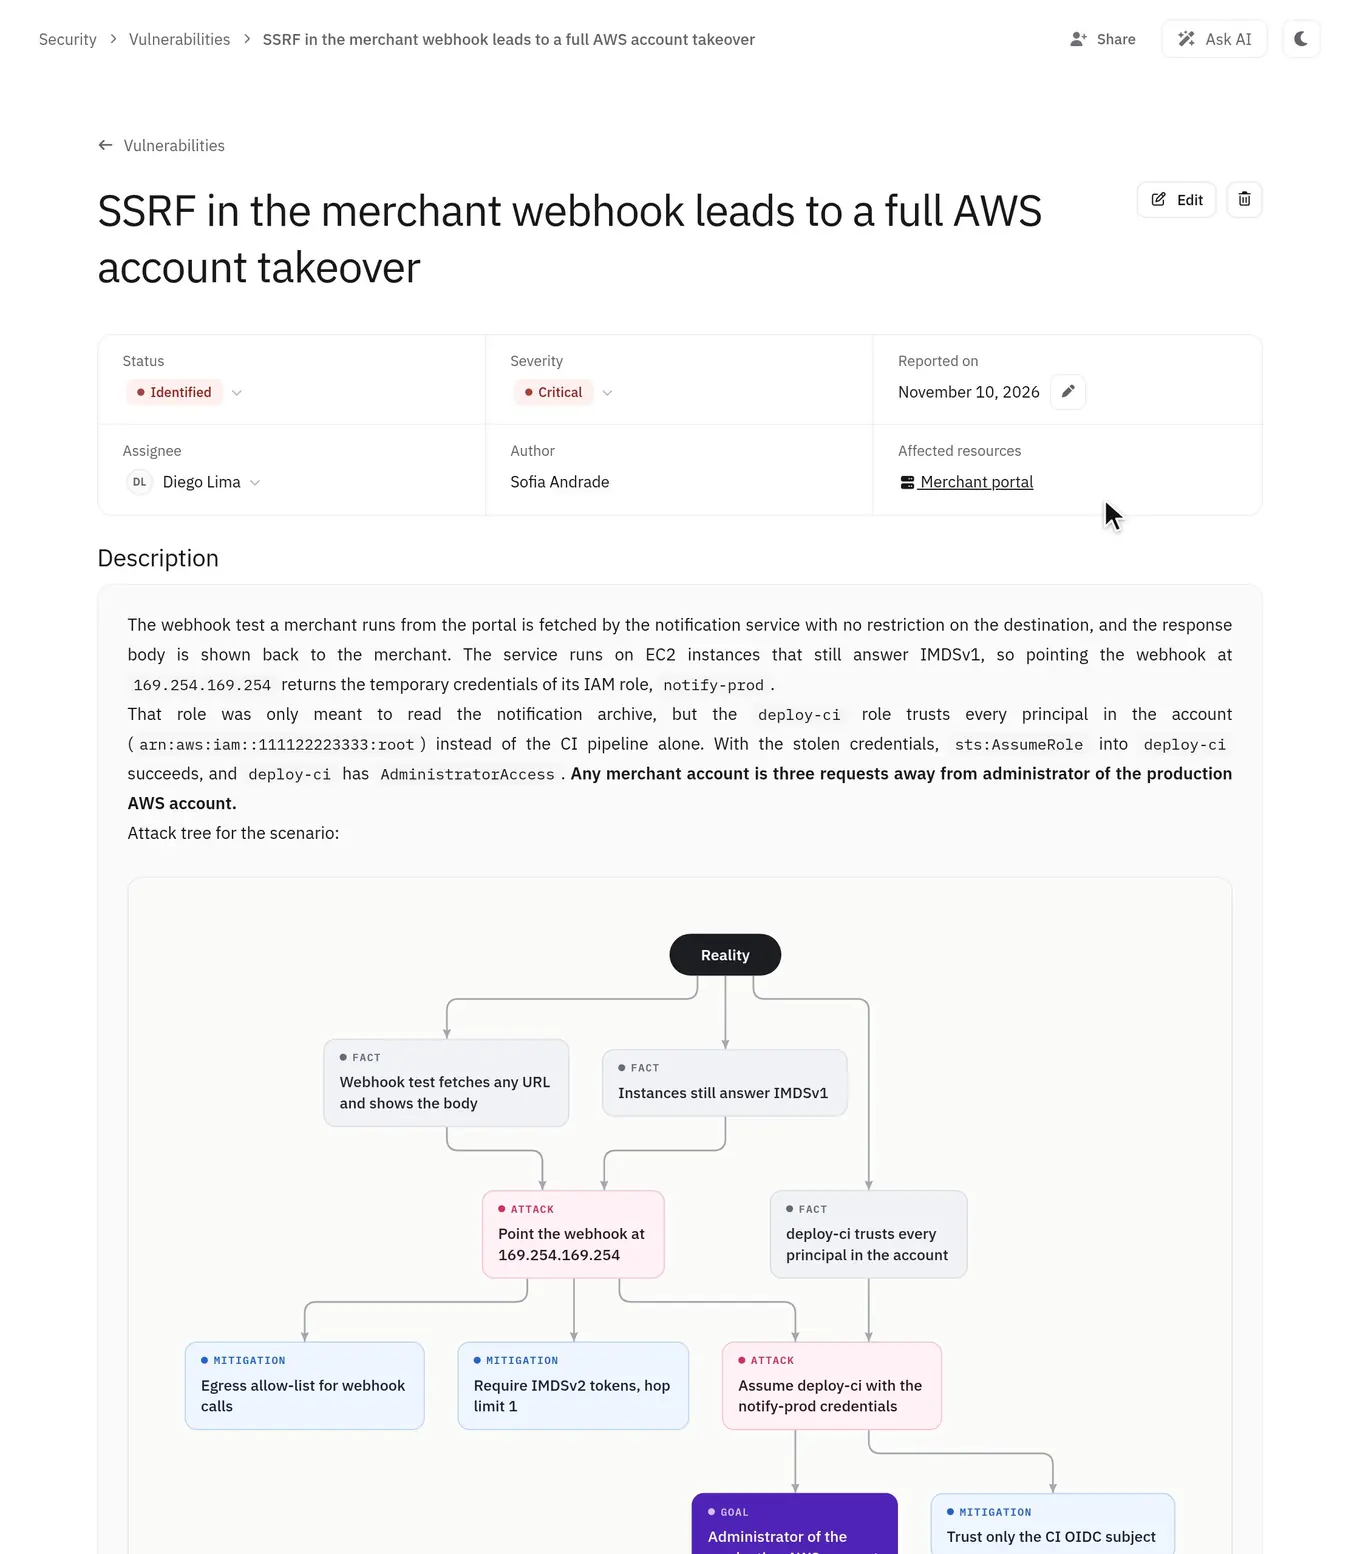 Security > Vulnerabilities > SSRF in the merchant webhook leads to a full AWS account takeover
Share
Ask AI
← Vulnerabilities
SSRF in the merchant webhook leads to a full AWS
account takeover
Edit
Status
Identified
Severity
Critical
Reported on
November 10, 2026
Assignee
DL Diego Lima
Author
Sofia Andrade
Affected resources
Merchant portal
Description
The webhook test a merchant runs from the portal is fetched by the notification service with no restriction on the destination, and the response
body is shown back to the merchant. The service runs on EC2 instances that still answer IMDSv1, so pointing the webhook at
169.254.169.254 returns the temporary credentials of its IAM role, notify-prod.
That role was only meant to read the notification archive, but the deploy-ci role trusts every principal in the account
(arn:aws:iam::111122223333:root) instead of the CI pipeline alone. With the stolen credentials, sts:AssumeRole into deploy-ci
succeeds, and deploy-ci has AdministratorAccess. Any merchant account is three requests away from administrator of the production
AWS account.
Attack tree for the scenario:
Reality
FACT
Webhook test fetches any URL
and shows the body
FACT
Instances still answer IMDSv1
ATTACK
Point the webhook at
169.254.169.254
FACT
deploy-ci trusts every
principal in the account
MITIGATION
Egress allow-list for webhook
calls
MITIGATION
Require IMDSv2 tokens, hop
limit 1
ATTACK
Assume deploy-ci with the
notify-prod credentials
GOAL
Administrator of the
MITIGATION
Trust only the CI OIDC subject